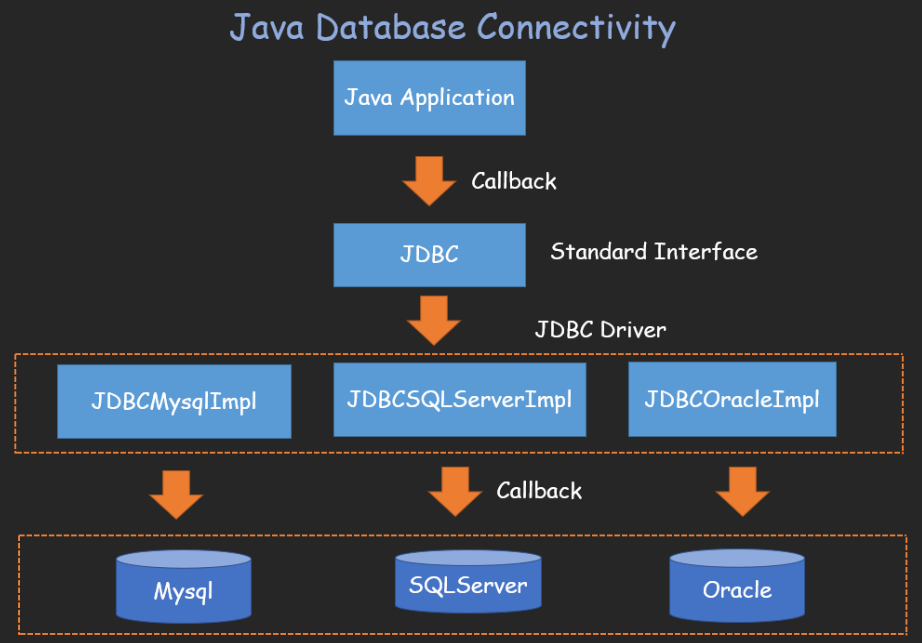 Java Database Connectivity
Java Application
Callback
JDBC
Standard Interface
JDBC Driver
JDBCMysqlImpl
JDBCSQLServerImpl
JDBCOracleImpl
Callback
Mysql
SQLServer
Oracle